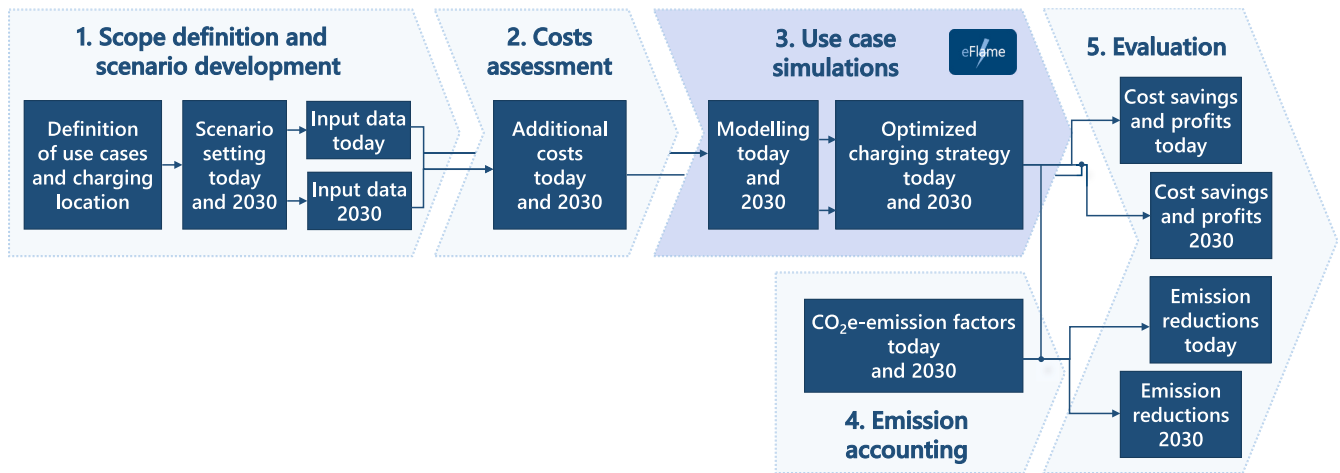 1. Scope definition and
scenario development
Definition
of use cases
and charging
location
Scenario
setting
today
and 2030
Input data
today
Input data
2030
2. Costs
assessment
Additional
costs
today
and 2030
3. Use case
simulations
eFlame
Modelling
today
and
2030
Optimized
charging strategy
today
and 2030
CO₂e-emission factors
today
and 2030
4. Emission
accounting
5. Evaluation
Cost savings
and profits
today
Cost savings
and profits
2030
Emission
reductions
today
Emission
reductions
2030